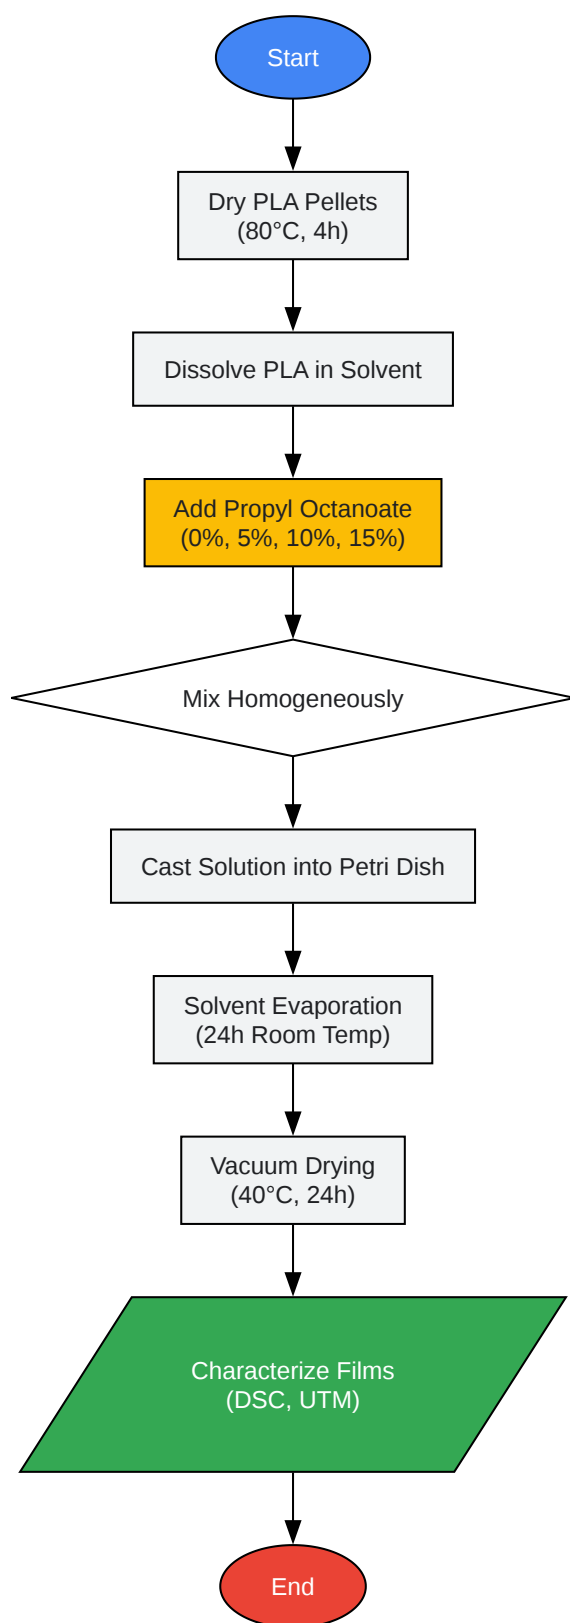 Start
Dry PLA Pellets
(80°C, 4h)
Dissolve PLA in Solvent
Add Propyl Octanoate
(0%, 5%, 10%, 15%)
Mix Homogeneously
Cast Solution into Petri Dish
Solvent Evaporation
(24h Room Temp)
Vacuum Drying
(40°C, 24h)
Characterize Films
(DSC, UTM)
End